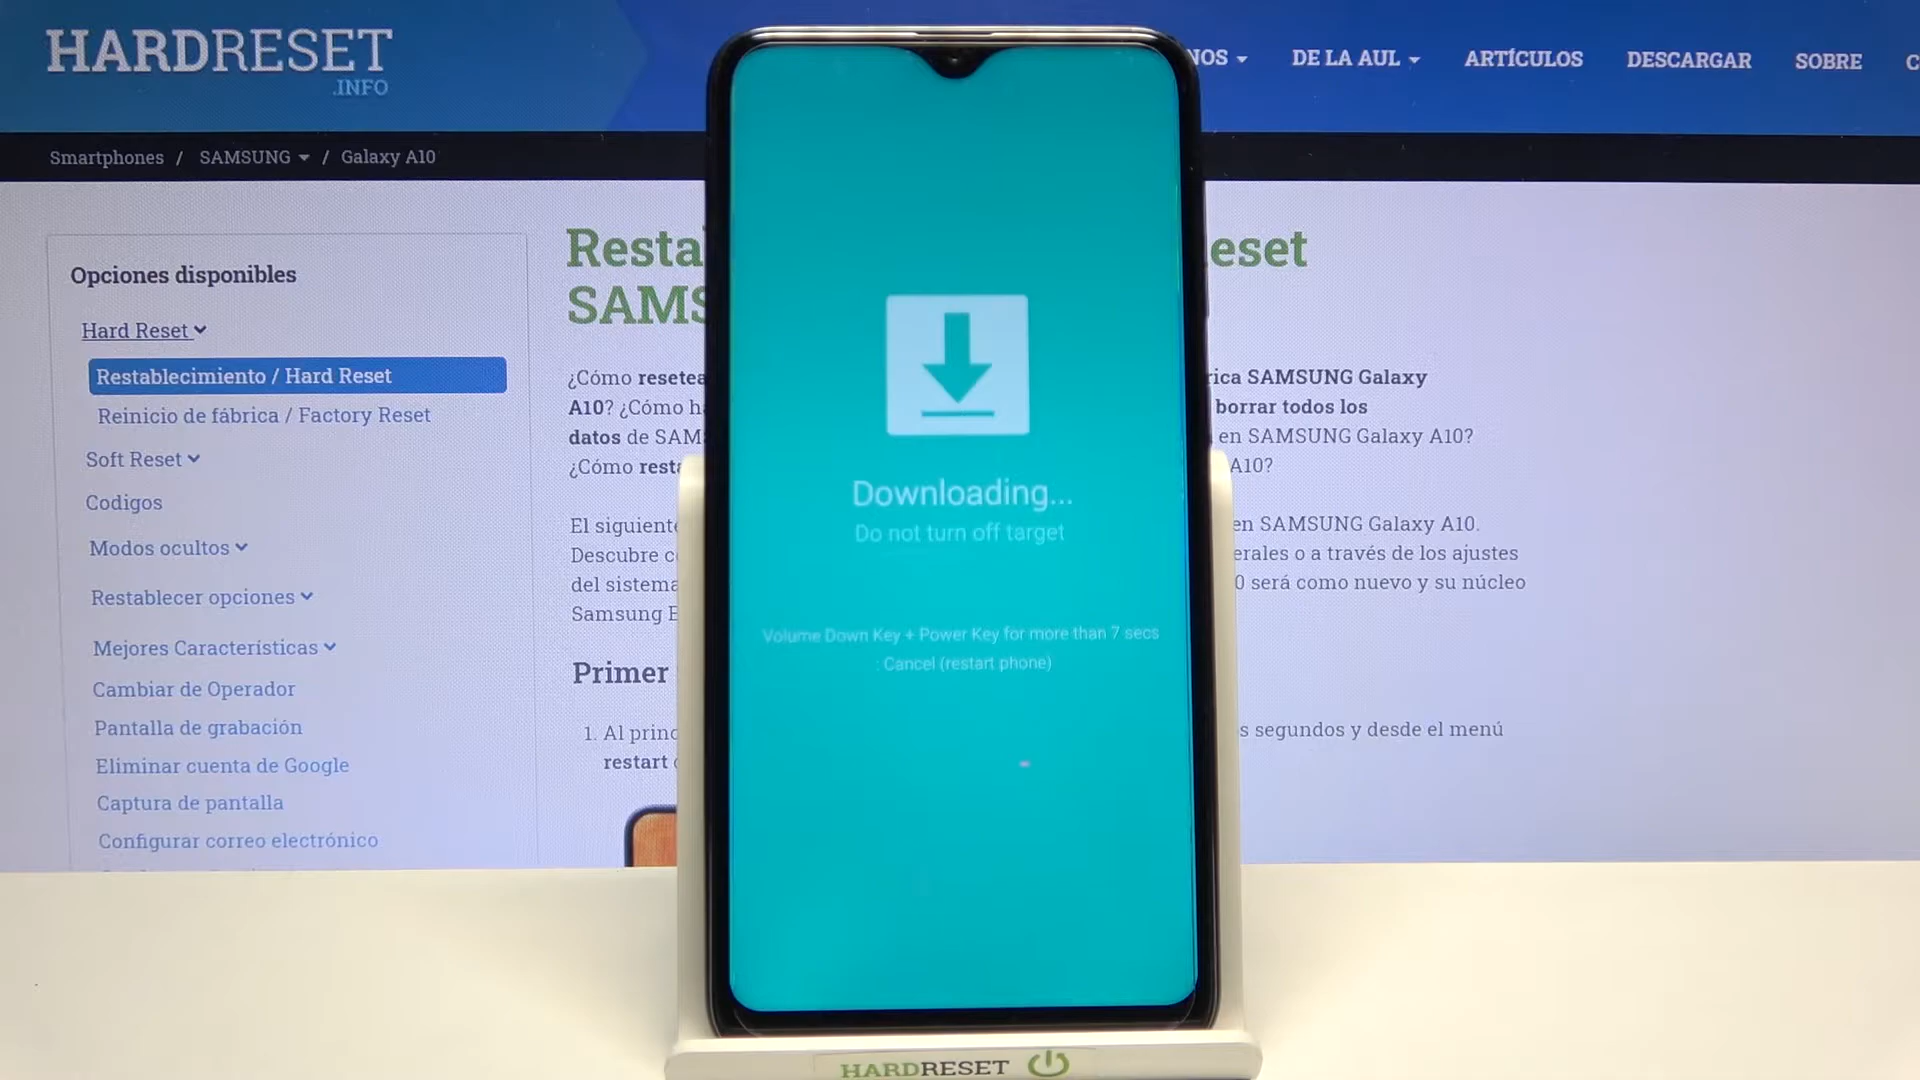 HARDRESET
.INFO
NOS
DE LA AUL
ARTÍCULOS
DESCARGAR
SOBRE
Smartphones / SAMSUNG / Galaxy A10
Opciones disponibles
Hard Reset
Restablecimiento / Hard Reset
Reinicio de fábrica / Factory Reset
Soft Reset
Codigos
Modos ocultos
Restablecer opciones
Mejores Características
Cambiar de Operador
Pantalla de grabación
Eliminar cuenta de Google
Captura de pantalla
Configurar correo electrónico
Resta
eset
SAMS
¿Cómo resetea
rica SAMSUNG Galaxy
A10? ¿Cómo h
borrar todos los
datos de SAM
en SAMSUNG Galaxy A10?
¿Cómo resta
A10?
El siguiente
en SAMSUNG Galaxy A10.
Descubre c
erales o a través de los ajustes
del sistema
0 será como nuevo y su núcleo
Samsung E
Primer
1. Al princ
s segundos y desde el menú
restart
Downloading...
Do not turn off target
Volume Down Key + Power Key for more than 7 secs
: Cancel (restart phone)
HARDRESET